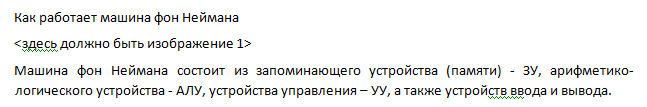 Как работает машина фон Неймана
<здесь должно быть изображение 1>
Машина фон Неймана состоит из запоминающего устройства (памяти) - ЗУ, арифметико-
логического устройства - АЛУ, устройства управления – УУ, а также устройств ввода и вывода.